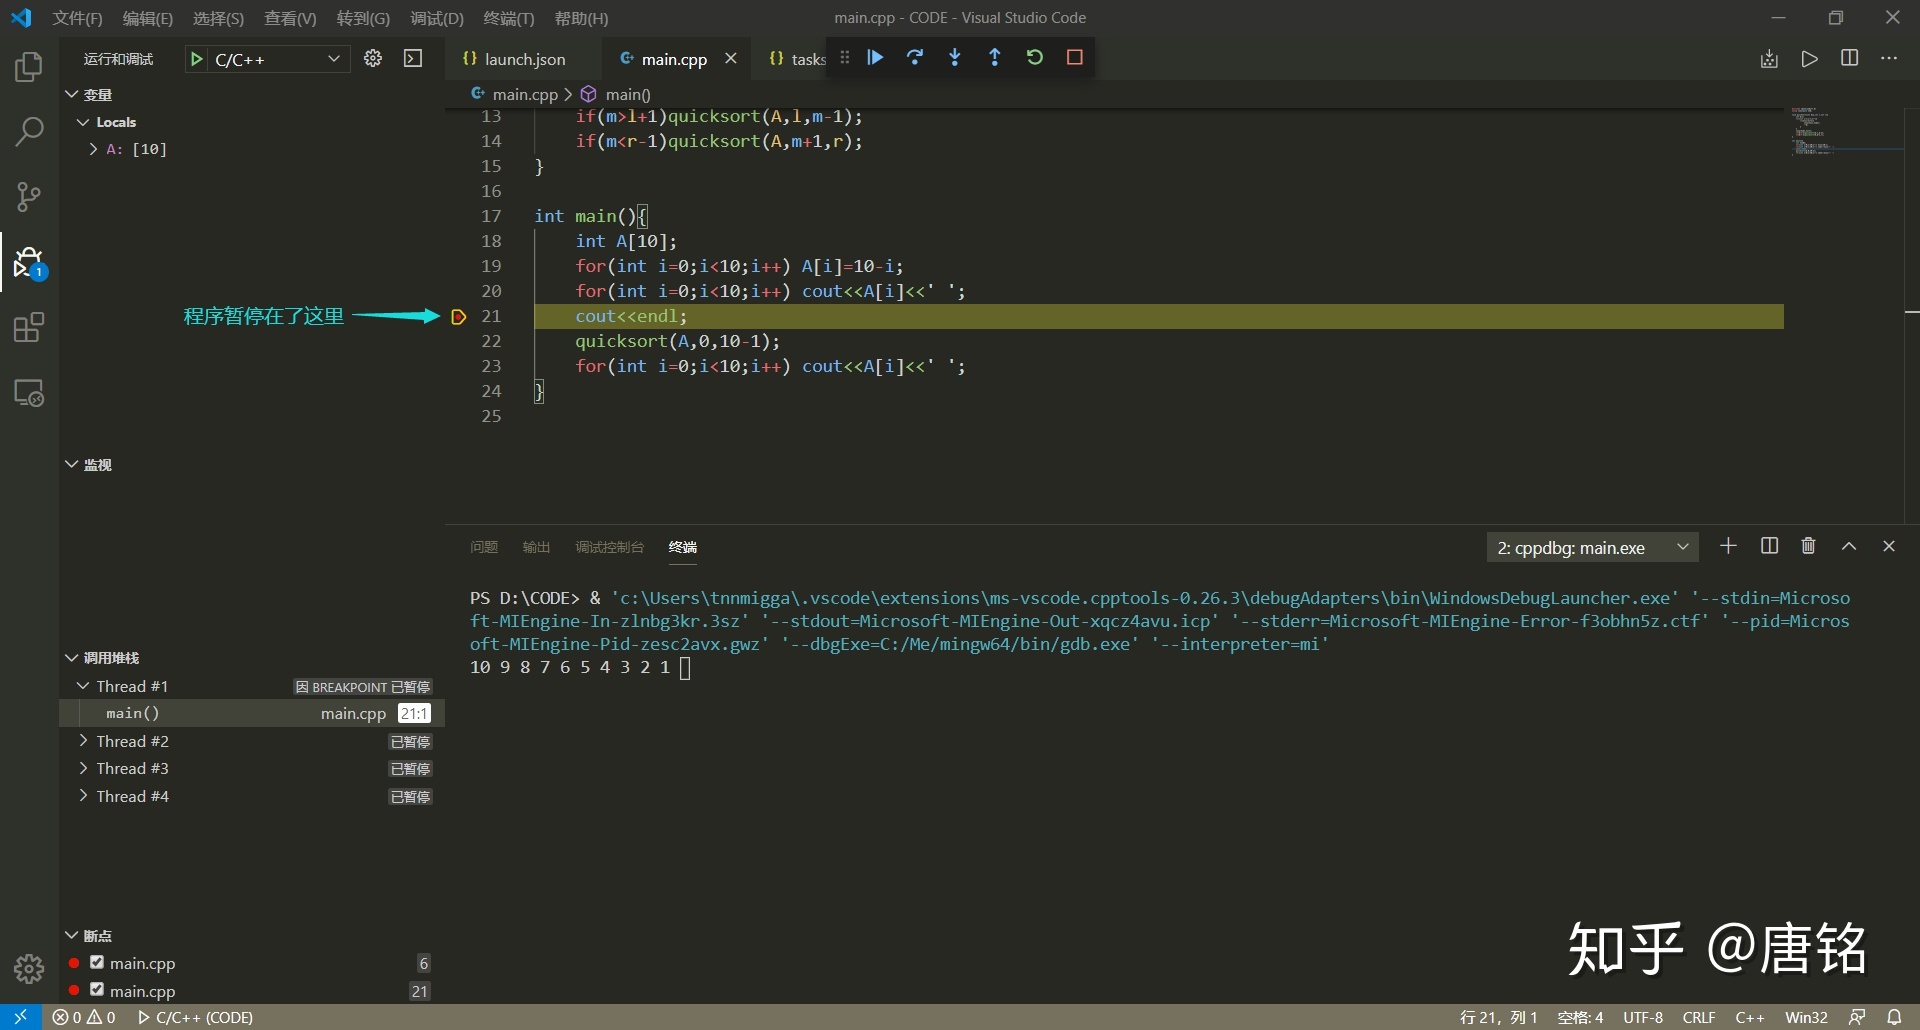 文件(F) 编辑(E) 选择(S) 查看(V) 转到(G) 调试(D) 终端(T) 帮助(H) main.cpp - CODE - Visual Studio Code
运行和调试 C/C++
launch.json main.cpp tasks
main.cpp > main()
变量
Locals
A: [10]
13 if(m>l+1)quicksort(A,l,m-1);
14 if(m<r-1)quicksort(A,m+1,r);
15 }
16
17 int main(){
18 int A[10];
19 for(int i=0;i<10;i++) A[i]=10-i;
20 for(int i=0;i<10;i++) cout<<A[i]<<' ';
程序暂停在了这里
21 cout<<endl;
22 quicksort(A,0,10-1);
23 for(int i=0;i<10;i++) cout<<A[i]<<' ';
24 }
25
监视
问题 输出 调试控制台 终端 2: cppdbg: main.exe
PS D:\CODE> & 'c:\Users\tnnmigga\.vscode\extensions\ms-vscode.cpptools-0.26.3\debugAdapters\bin\WindowsDebugLauncher.exe' '--stdin=Microso
ft-MIEngine-In-zlnbg3kr.3sz' '--stdout=Microsoft-MIEngine-Out-xqcz4avu.icp' '--stderr=Microsoft-MIEngine-Error-f3obhn5z.ctf' '--pid=Micros
oft-MIEngine-Pid-zesc2avx.gwz' '--dbgExe=C:/Me/mingw64/bin/gdb.exe' '--interpreter=mi'
10 9 8 7 6 5 4 3 2 1
调用堆栈
Thread #1 因 BREAKPOINT 已暂停
main() main.cpp 21:1
Thread #2 已暂停
Thread #3 已暂停
Thread #4 已暂停
断点
main.cpp 6
main.cpp 21
知乎 @唐铭
0 0 C/C++ (CODE) 行 21，列 1 空格: 4 UTF-8 CRLF C++ Win32
1